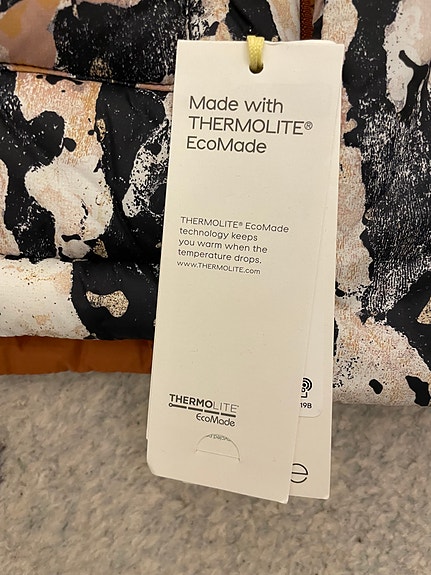 Made with
THERMOLITE®
EcoMade
THERMOLITE® EcoMade
technology keeps
you warm when the
temperature drops.
www.THERMOLITE.com
THERMOLITE
EcoMade
19B
e